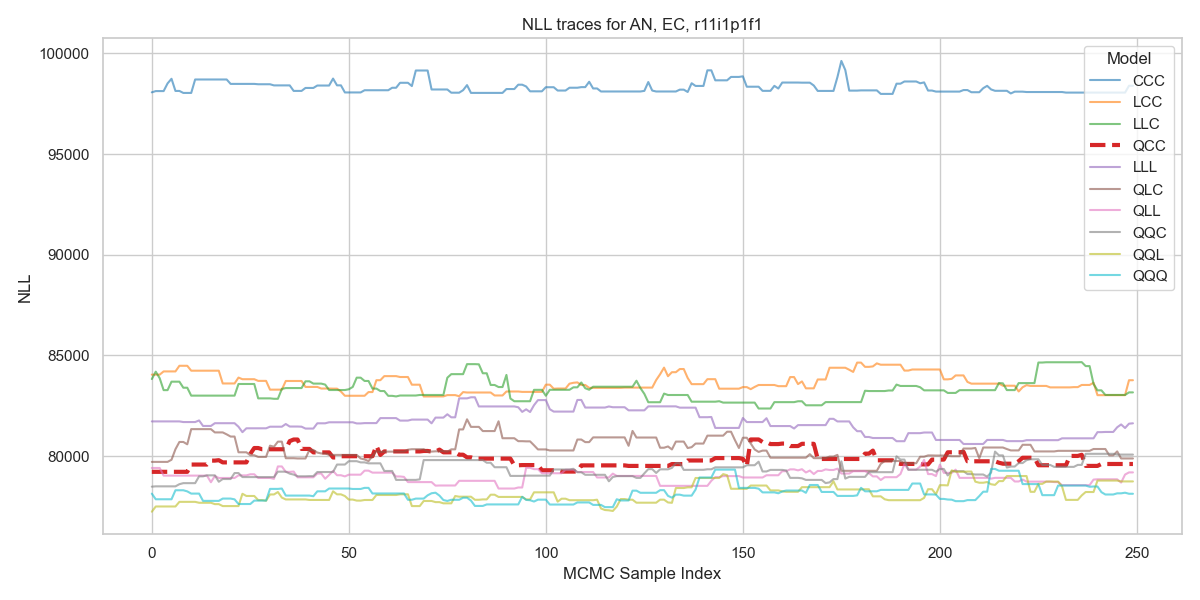 NLL traces for AN, EC, r11i1p1f1
100000
95000
90000
85000
80000
NLL
0
50
100
150
200
250
MCMC Sample Index
Model
CCC
LCC
LLC
QCC
LLL
QLC
QLL
QQC
QQL
QQQ